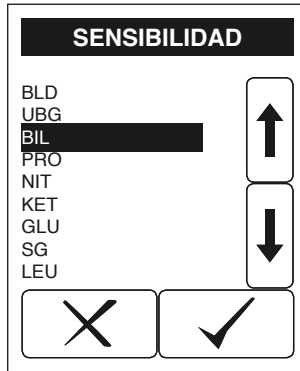 SENSIBILIDAD
BLD
UBG
BIL
PRO
NIT
KET
GLU
SG
LEU